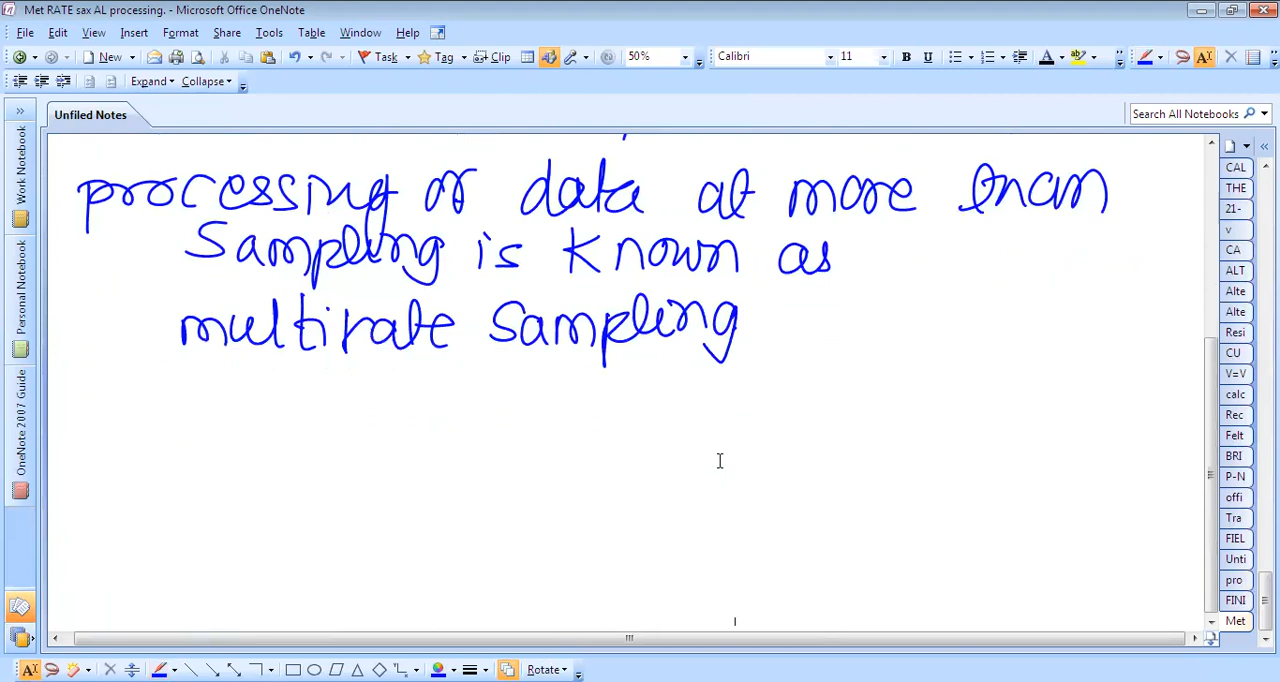 Met RATE sax AL processing. - Microsoft Office OneNote
File Edit View Insert Format Share Tools Table Window Help
New Task Tag Clip 50% Calibri 11 B U A ab A
Expand Collapse
Unfiled Notes
Search All Notebooks
Work Notebook
Personal Notebook
OneNote 2007 Guide
processing of data at more than
Sampling is known as
multirate sampling
CAL
THE
21-
v
CA
ALT
Alte
Alte
Resi
CU
V=V
calc
Rec
Felt
BRI
P-N
offi
Tra
FIEL
Unti
pro
FINI
Met
A Rotate